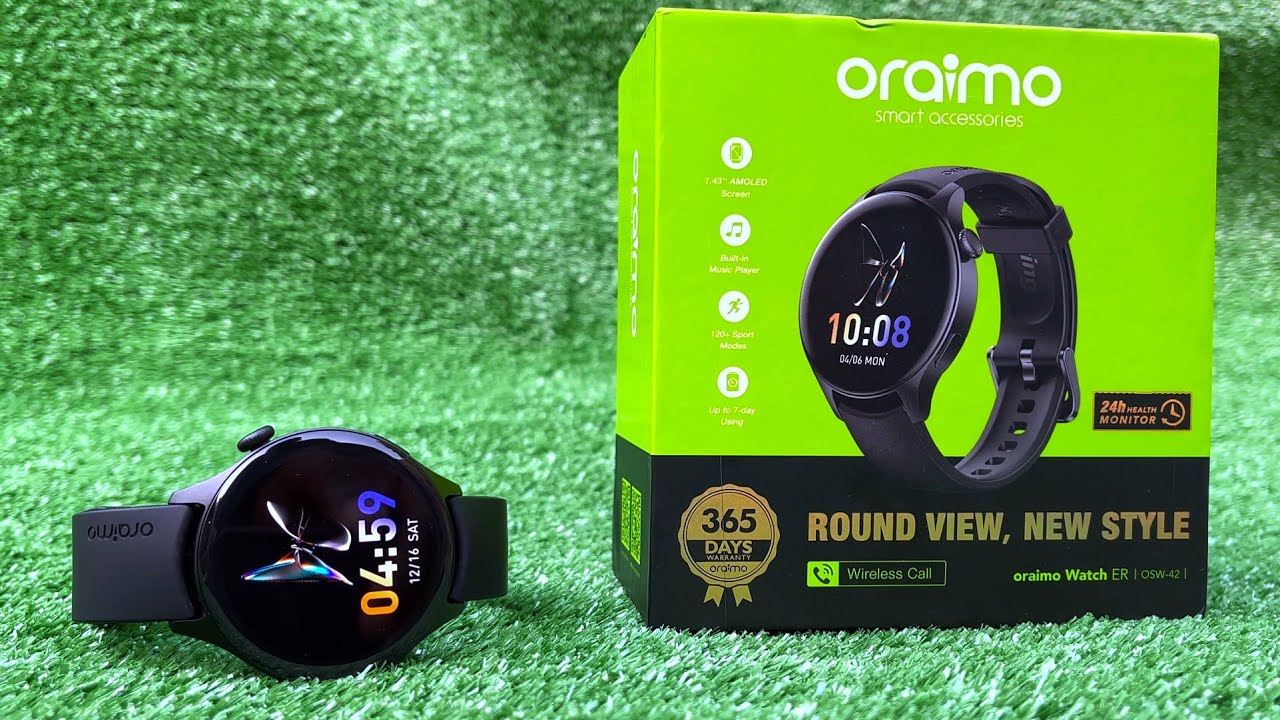 oraimo
smart accessories
oraimo
1.43" AMOLED
Screen
Built-in
Music Player
120+ Sport
Modes
Up to 7-day
Using
10:08
04/06 MON
24h HEALTH
MONITOR
365
DAYS
WARRANTY
oraimo
ROUND VIEW, NEW STYLE
Wireless Call
oraimo Watch ER | OSW-42 |
oraimo
04:59
12/16 SAT